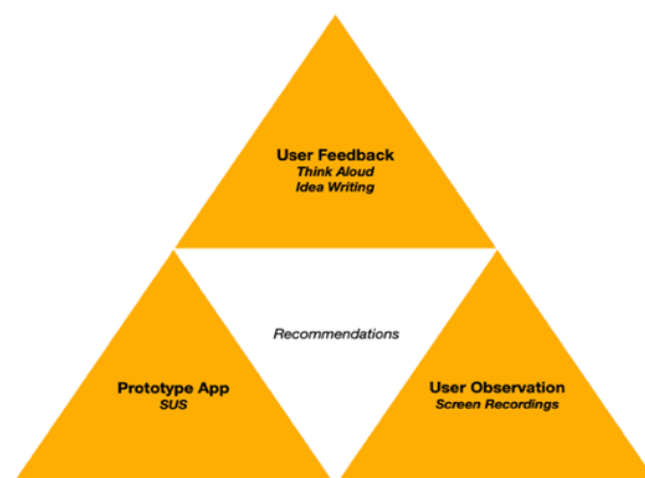 User Feedback
Think Aloud
Idea Writing
Recommendations
Prototype App
SUS
User Observation
Screen Recordings